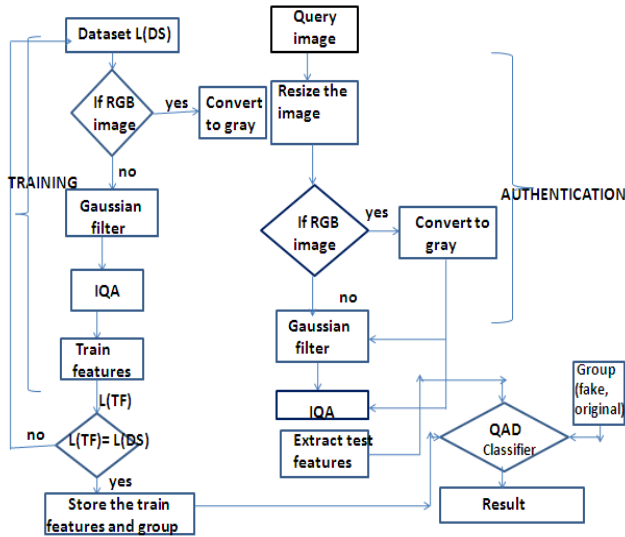 Dataset L(DS)
If RGB
image
yes
Convert
to gray
no
TRAINING
Gaussian
filter
IQA
Train
features
L(TF)
L(TF)= L(DS)
no
yes
Store the train
features and group
Query
image
Resize the
image
If RGB
image
yes
Convert to
gray
no
AUTHENTICATION
Gaussian
filter
IQA
Extract test
features
QAD
Classifier
Group
(fake,
original)
Result